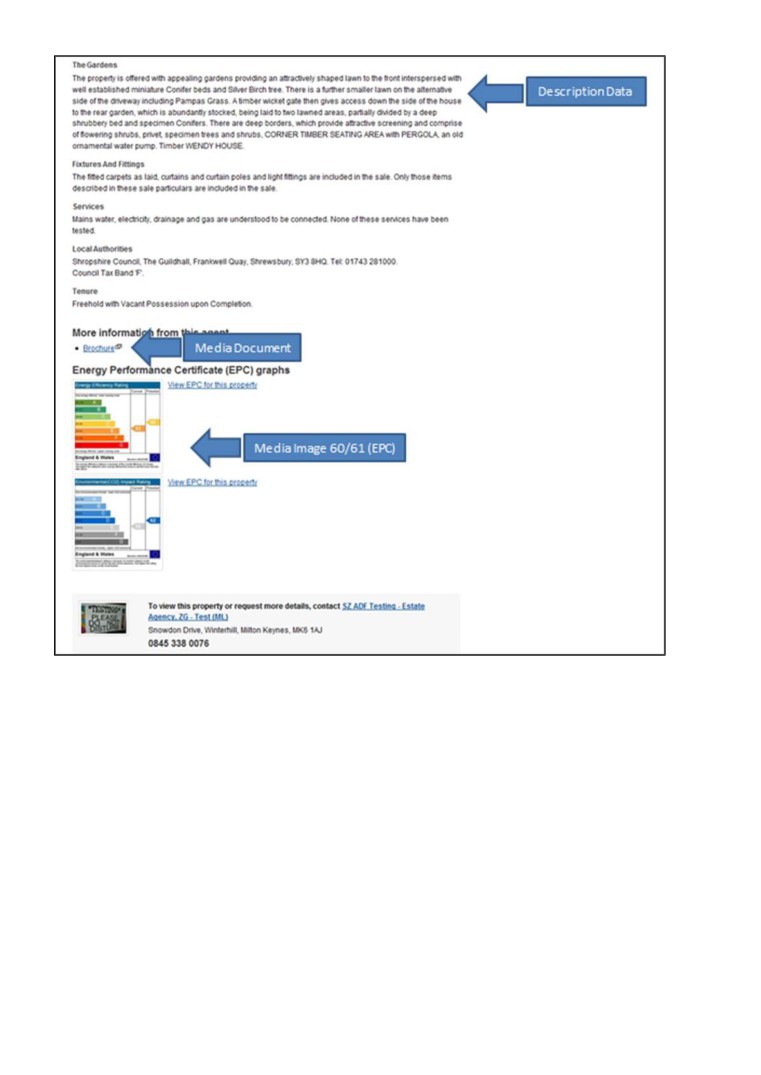 The Gardens
The property is offered with appealing gardens providing an attractively shaped lawn to the front interspersed with
well established miniature Conifer beds and Silver Birch tree. There is a further smaller lawn on the alternative
side of the driveway including Pampas Grass. A timber wicket gate then gives access down the side of the house
to the rear garden, which is abundantly stocked, being laid to two lawned areas, partially divided by a deep
shrubbery bed and specimen Conifers. There are deep borders, which provide attractive screening and comprise
of flowering shrubs, privet, specimen trees and shrubs, CORNER TIMBER SEATING AREA with PERGOLA, an old
ornamental water pump. Timber WENDY HOUSE.
Description Data
Fixtures And Fittings
The fitted carpets as laid, curtains and curtain poles and light fittings are included in the sale. Only those items
described in these sale particulars are included in the sale.
Services
Mains water, electricity, drainage and gas are understood to be connected. None of these services have been
tested.
Local Authorities
Shropshire Council, The Guildhall, Frankwell Quay, Shrewsbury, SY3 8HQ. Tel: 01743 281000.
Council Tax Band 'F'.
Tenure
Freehold with Vacant Possession upon Completion.
More information from this agent
• Brochure
Media Document
Energy Performance Certificate (EPC) graphs
Energy Efficiency Rating
View EPC for this property
Current Potential
England & Wales
Media Image 60/61 (EPC)
Environmental (CO2) Impact Rating
View EPC for this property
Current Potential
England & Wales
"TESTING"
PLEASE
To view this property or request more details, contact SZ ADF Testing - Estate
Agency, ZG - Test (ML)
Snowdon Drive, Winterhill, Milton Keynes, MK6 1AJ
0845 338 0076